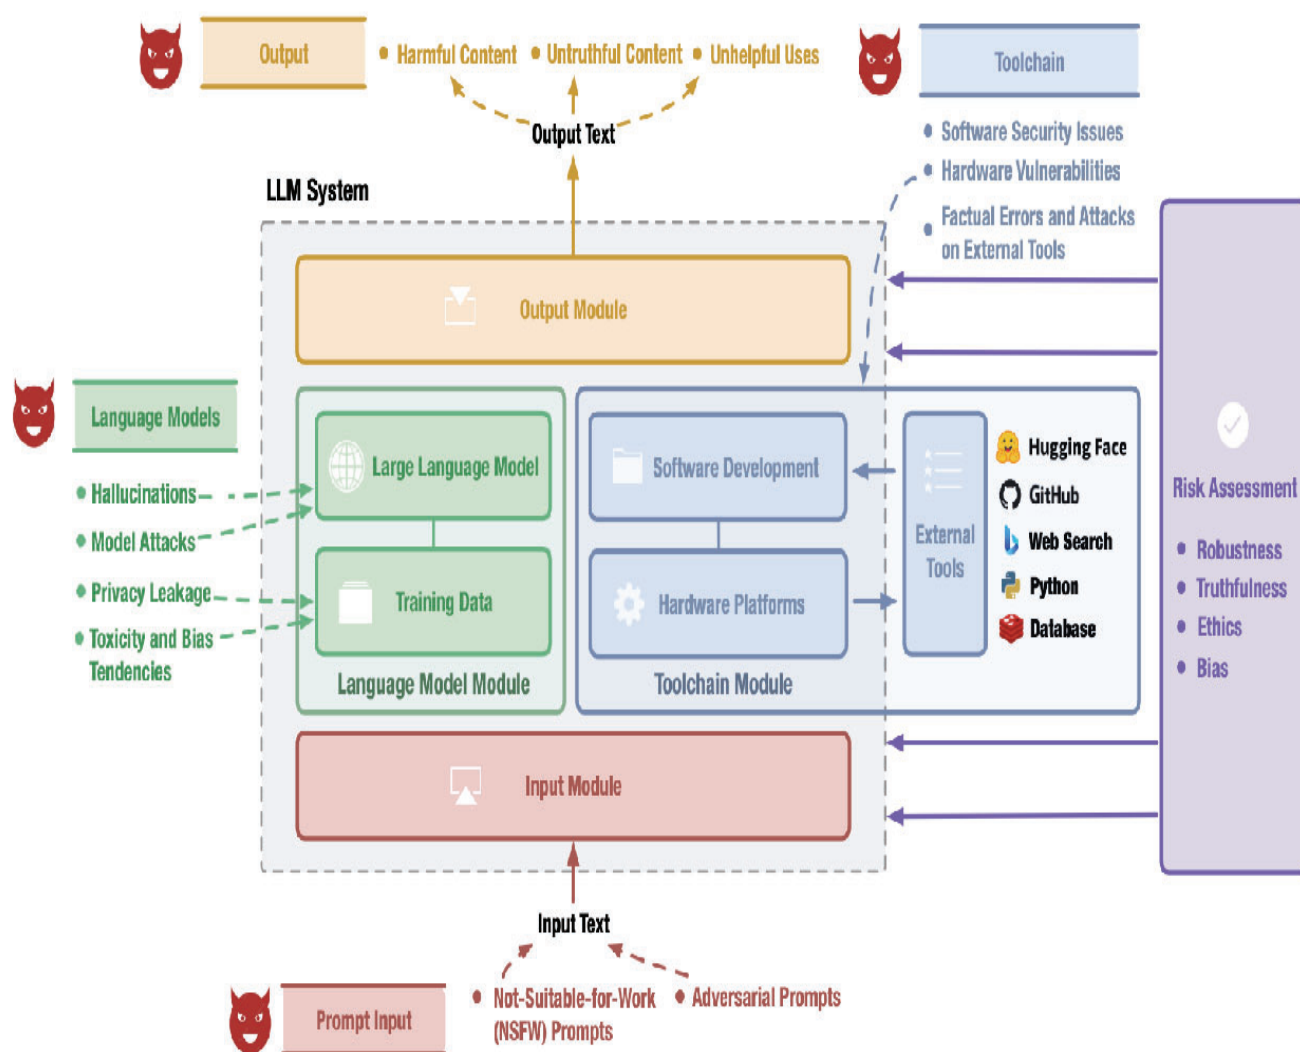 Output
Harmful Content
Untruthful Content
Unhelpful Uses
Toolchain
Output Text
Software Security Issues
Hardware Vulnerabilities
Factual Errors and Attacks
on External Tools
LLM System
Output Module
Language Models
Hallucinations
Model Attacks
Privacy Leakage
Toxicity and Bias
Tendencies
Large Language Model
Training Data
Language Model Module
Software Development
Hardware Platforms
Toolchain Module
External
Tools
Hugging Face
GitHub
Web Search
Python
Database
Risk Assessment
Robustness
Truthfulness
Ethics
Bias
Input Module
Input Text
Prompt Input
Not-Suitable-for-Work
(NSFW) Prompts
Adversarial Prompts